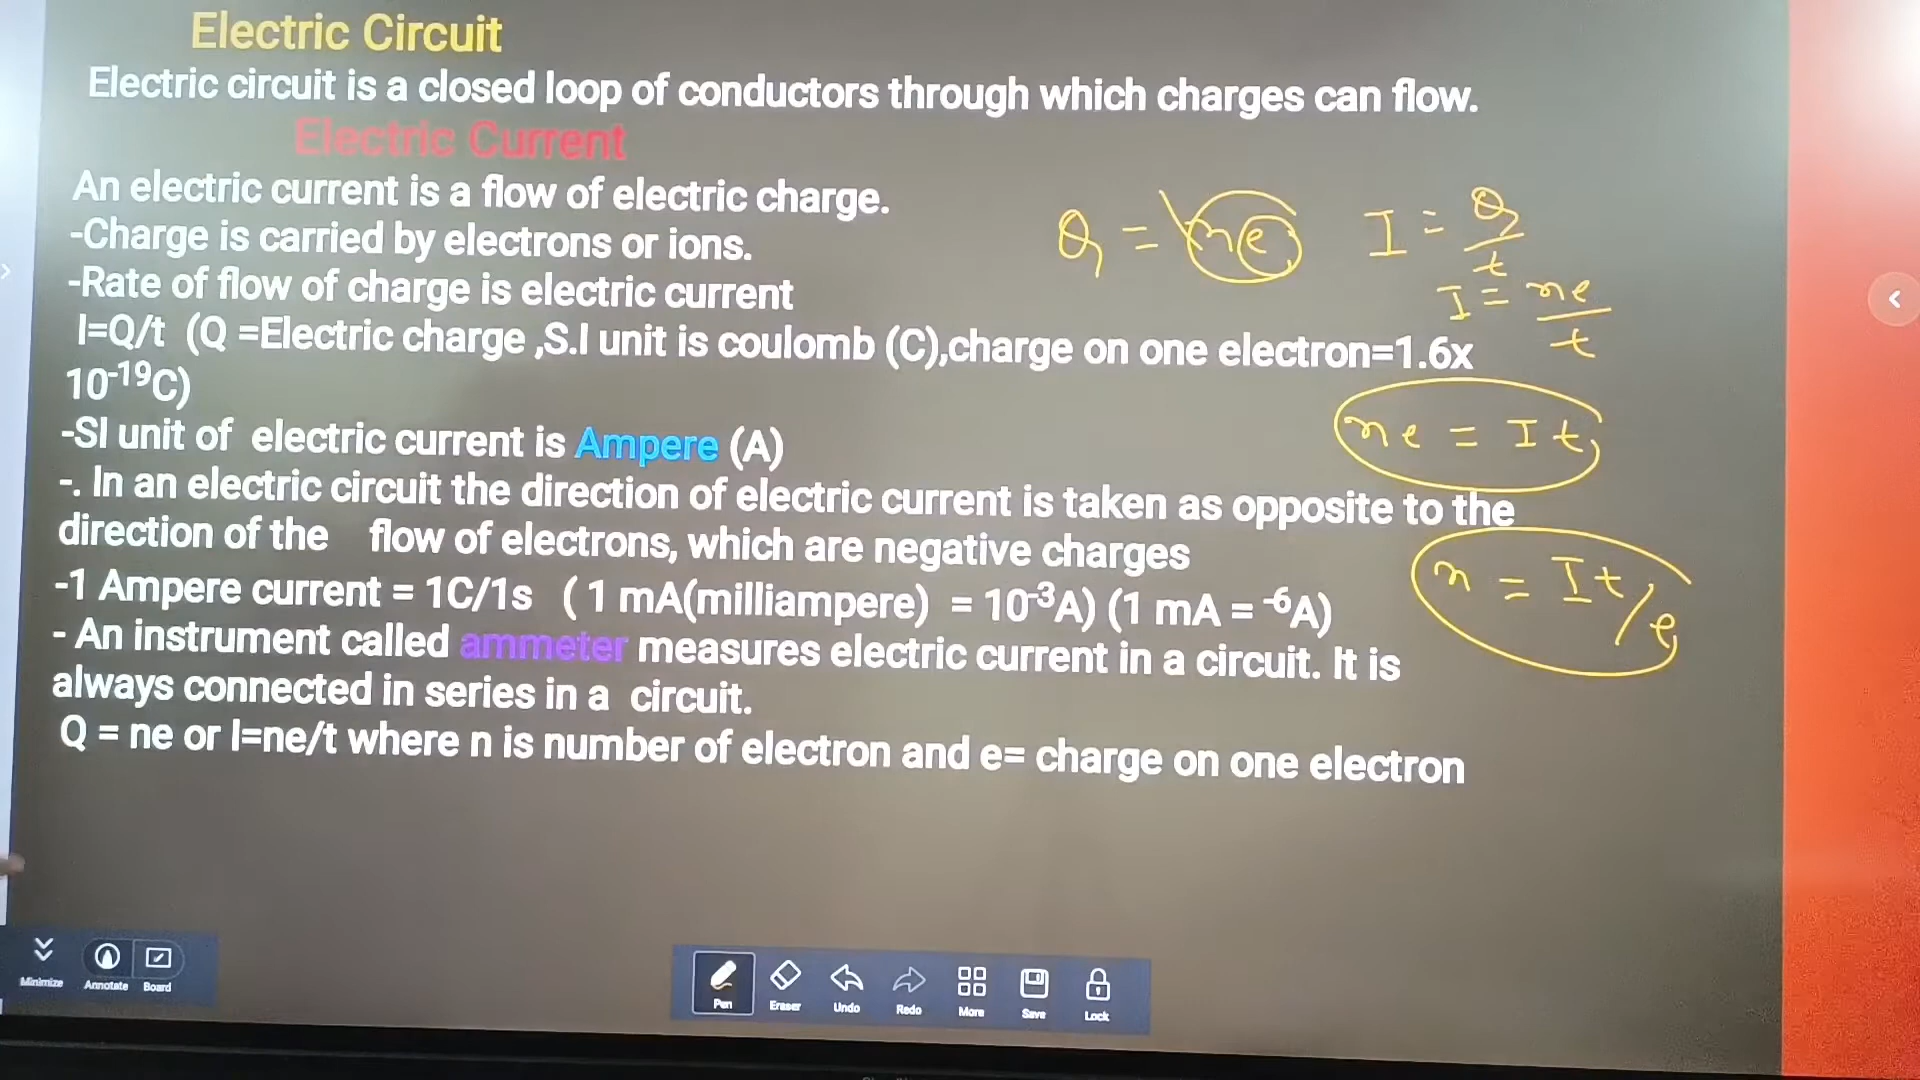 Electric Circuit
Electric circuit is a closed loop of conductors through which charges can flow.
Electric Current
An electric current is a flow of electric charge.
-Charge is carried by electrons or ions.
-Rate of flow of charge is electric current
I=Q/t (Q =Electric charge ,S.I unit is coulomb (C),charge on one electron=1.6x
10⁻¹⁹C)
-SI unit of electric current is Ampere (A)
-. In an electric circuit the direction of electric current is taken as opposite to the
direction of the flow of electrons, which are negative charges
-1 Ampere current = 1C/1s ( 1 mA(milliampere) = 10⁻³A) (1 mA = ⁻⁶A)
- An instrument called ammeter measures electric current in a circuit. It is
always connected in series in a circuit.
Q = ne or I=ne/t where n is number of electron and e= charge on one electron
Q = ne
I = Q/t
I = ne/t
ne = It
n = It/e
Minimize
Annotate
Board
Pen
Eraser
Undo
Redo
More
Save
Lock